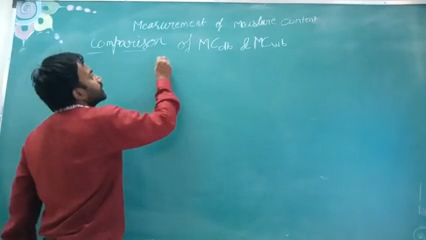 Measurement of Moisture Content
Comparison of MCdb & MCwb